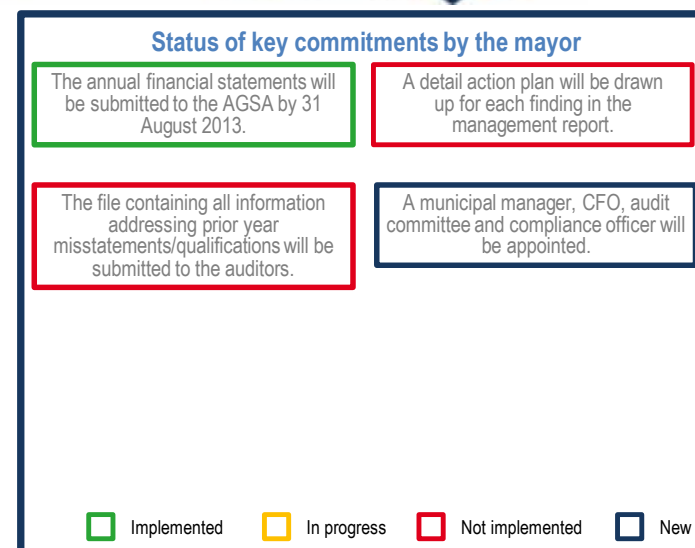 Status of key commitments by the mayor
The annual financial statements will
be submitted to the AGSA by 31
August 2013.
A detail action plan will be drawn
up for each finding in the
management report.
The file containing all information
addressing prior year
misstatements/qualifications will be
submitted to the auditors.
A municipal manager, CFO, audit
committee and compliance officer will
be appointed.
Implemented
In progress
Not implemented
New